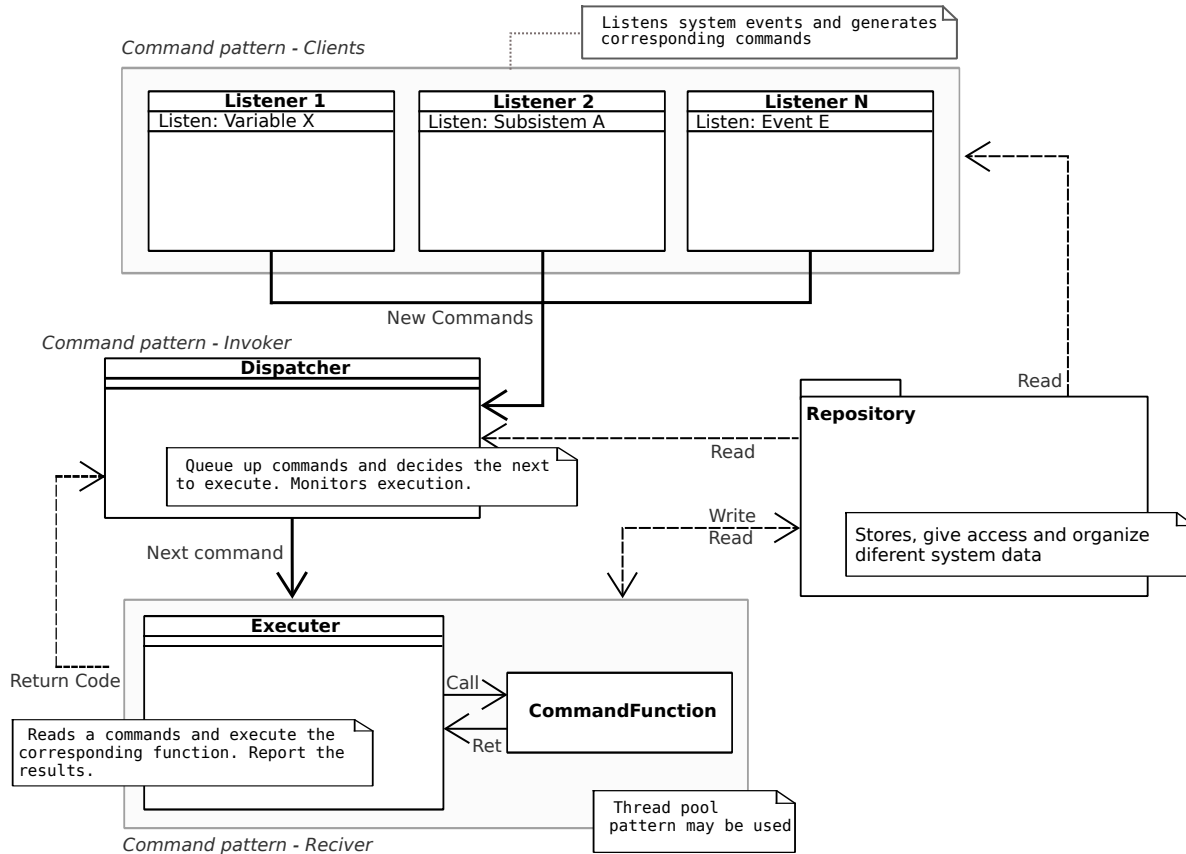 Listens system events and generates
corresponding commands
Command pattern - Clients
Listener 1
Listen: Variable X
Listener 2
Listen: Subsistem A
Listener N
Listen: Event E
New Commands
Command pattern - Invoker
Dispatcher
Queue up commands and decides the next
to execute. Monitors execution.
Read
Read
Repository
Stores, give access and organize
diferent system data
Write
Read
Next command
Return Code
Executer
Call
Ret
CommandFunction
Reads a commands and execute the
corresponding function. Report the
results.
Thread pool
pattern may be used
Command pattern - Reciver